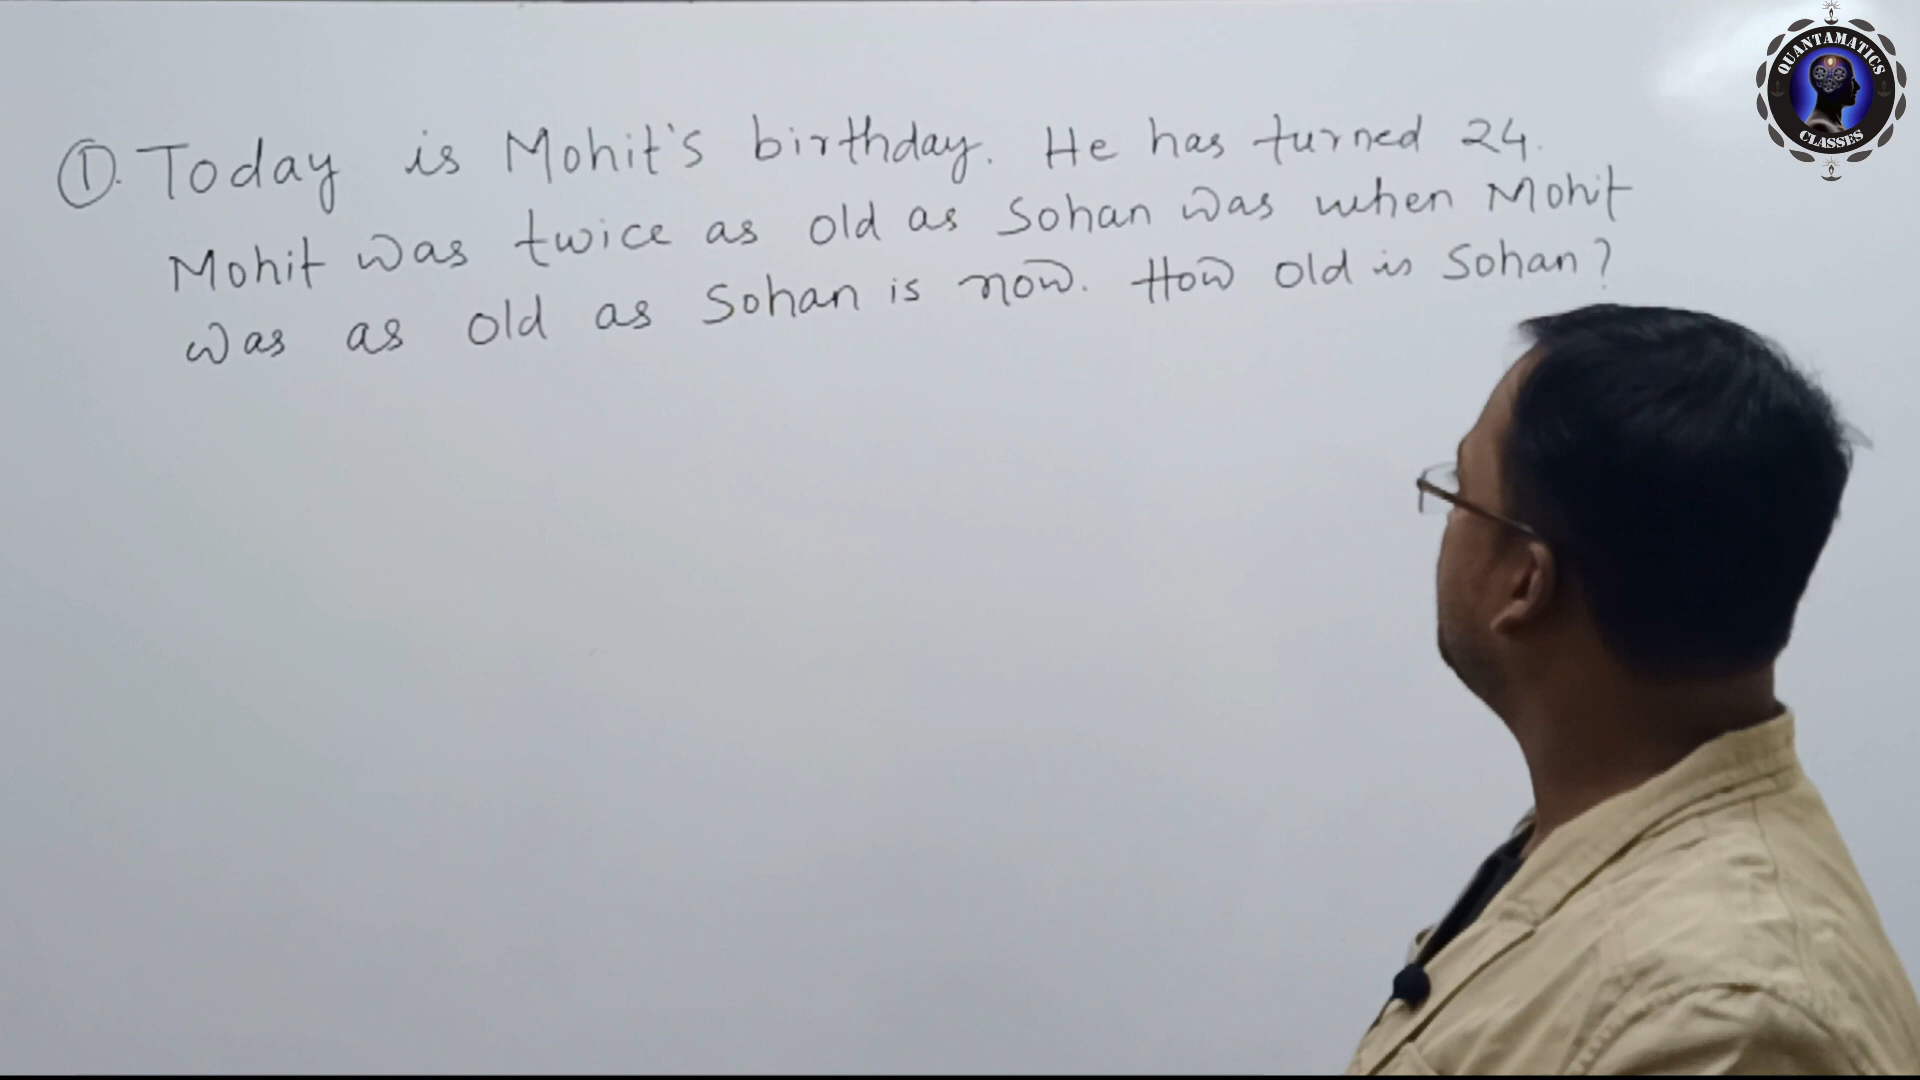 QUANTAMATICS
CLASSES
①. Today is Mohit's birthday. He has turned 24.
Mohit was twice as old as Sohan was when Mohit
was as old as Sohan is now. How old is Sohan?